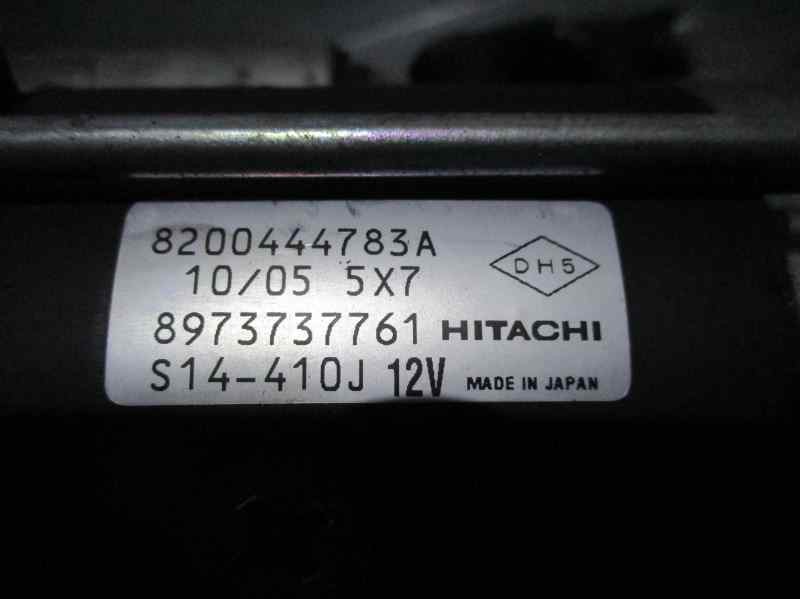 8200444783A
DH5
10/05 5X7
8973737761 HITACHI
S14-410J 12V MADE IN JAPAN